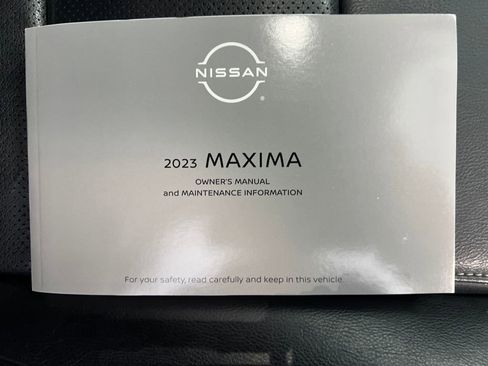 NISSAN
®
2023 MAXIMA
OWNER'S MANUAL
and MAINTENANCE INFORMATION
For your safety, read carefully and keep in this vehicle.